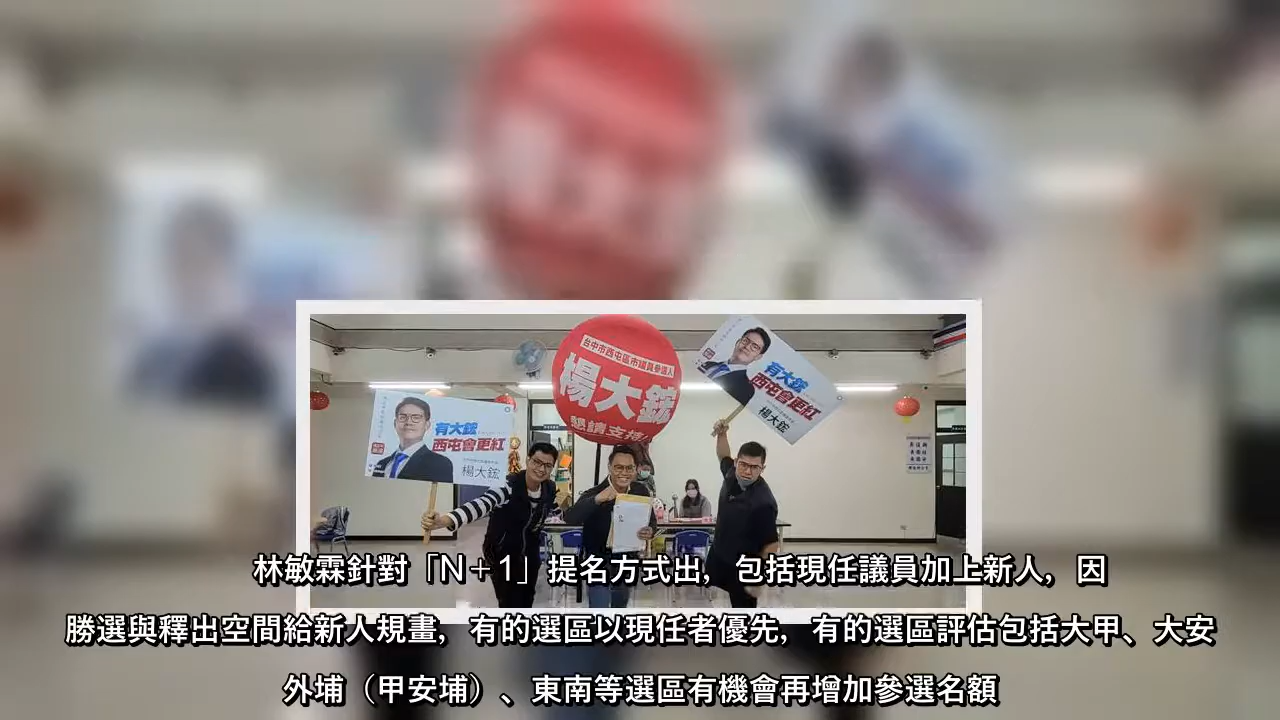 台中市西屯區市議員參選人
楊大鋐
懇請支持!
有大鋐
西屯會更紅
楊大鋐
有大鋐
西屯會更紅
楊大鋐
林敏霖針對「N+1」提名方式出，包括現任議員加上新人，因
勝選與釋出空間給新人規畫，有的選區以現任者優先，有的選區評估包括大甲、大安
外埔（甲安埔）、東南等選區有機會再增加參選名額